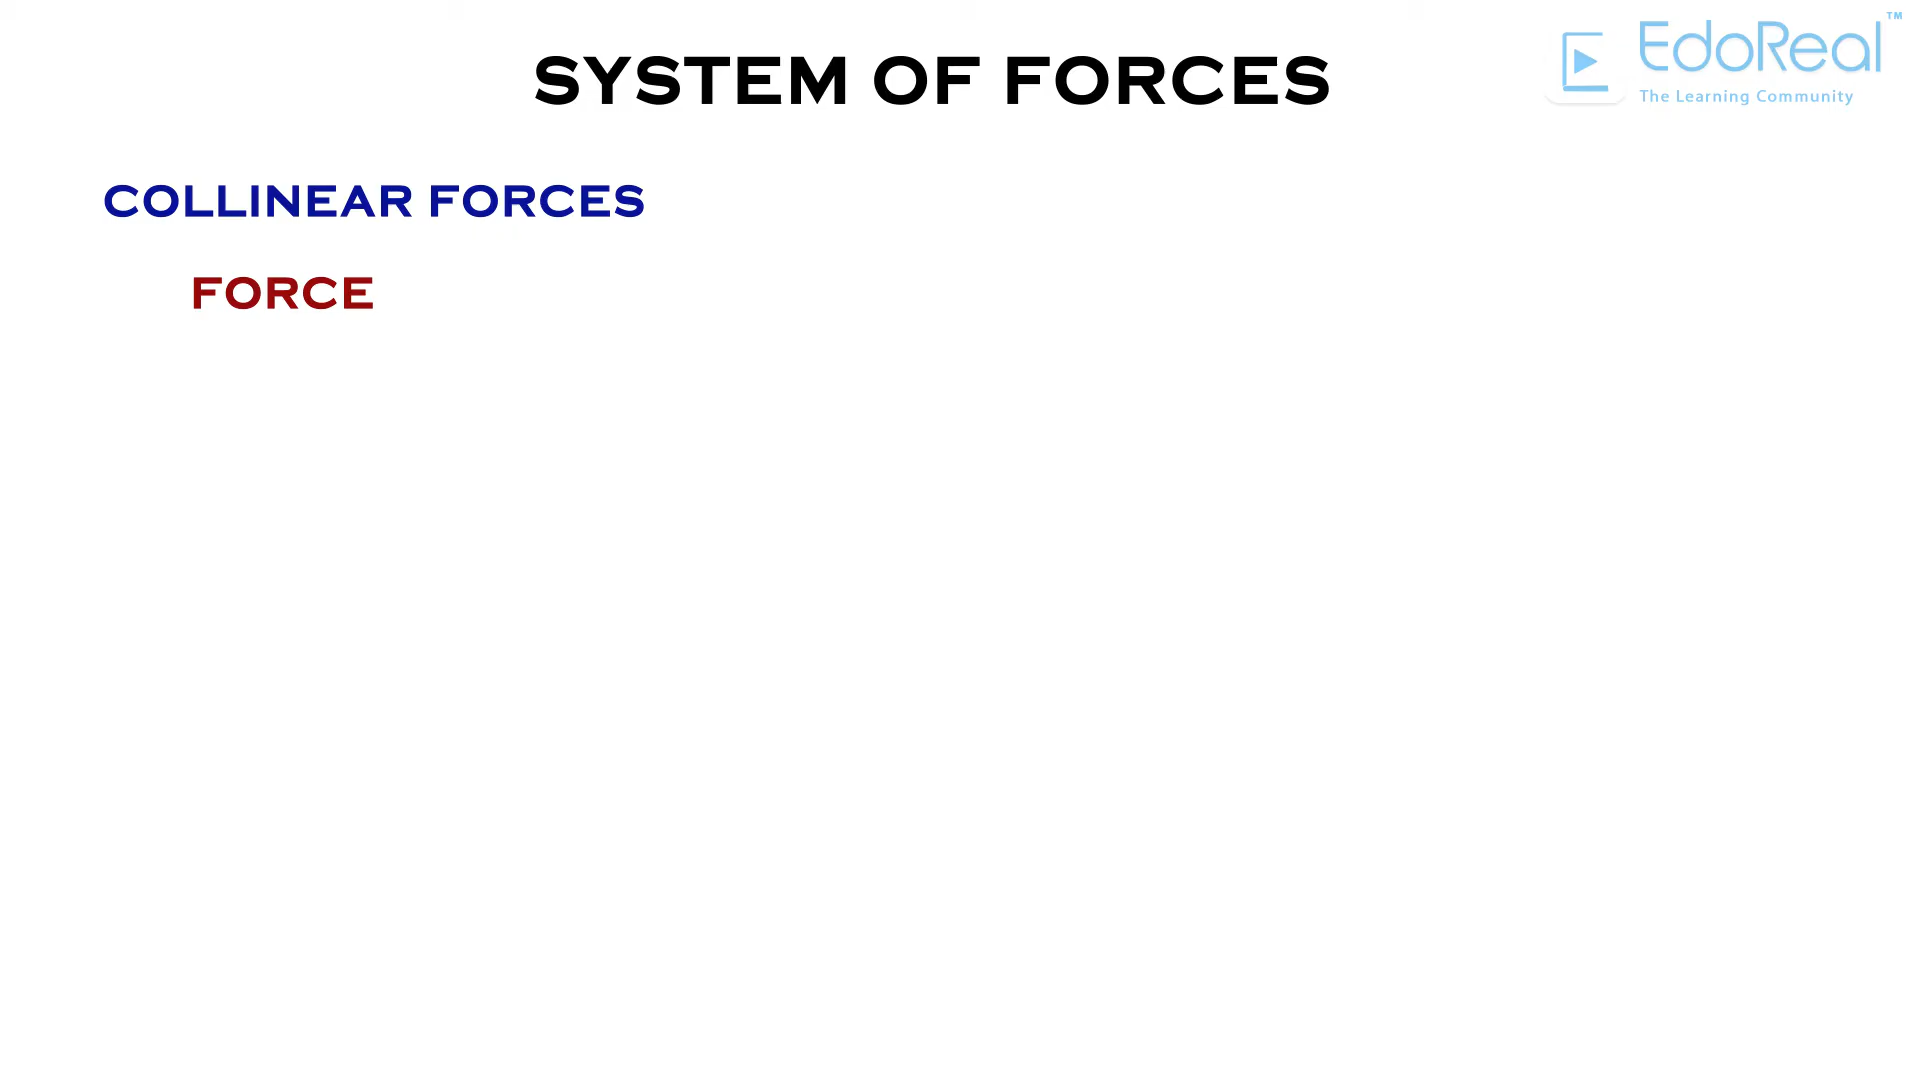 SYSTEM OF FORCES
EdoReal™
The Learning Community
COLLINEAR FORCES
FORCE